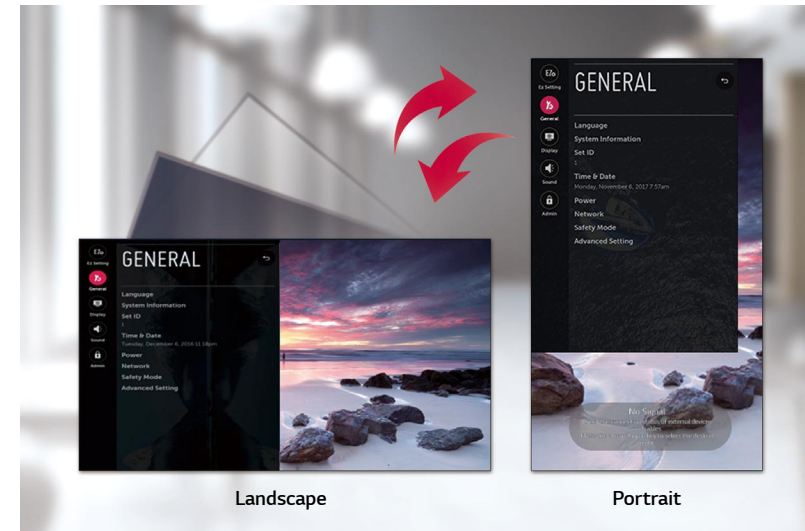 Ez Setting
General
Display
Sound
Admin
GENERAL
Language
System Information
Set ID
1
Time & Date
Tuesday, December 6, 2016 11:18pm
Power
Network
Safety Mode
Advanced Setting
Landscape
Ez Setting
General
Display
Sound
Admin
GENERAL
Language
System Information
Set ID
1
Time & Date
Monday, November 6, 2017 7:57am
Power
Network
Safety Mode
Advanced Setting
No Signal
of external devices
Portrait